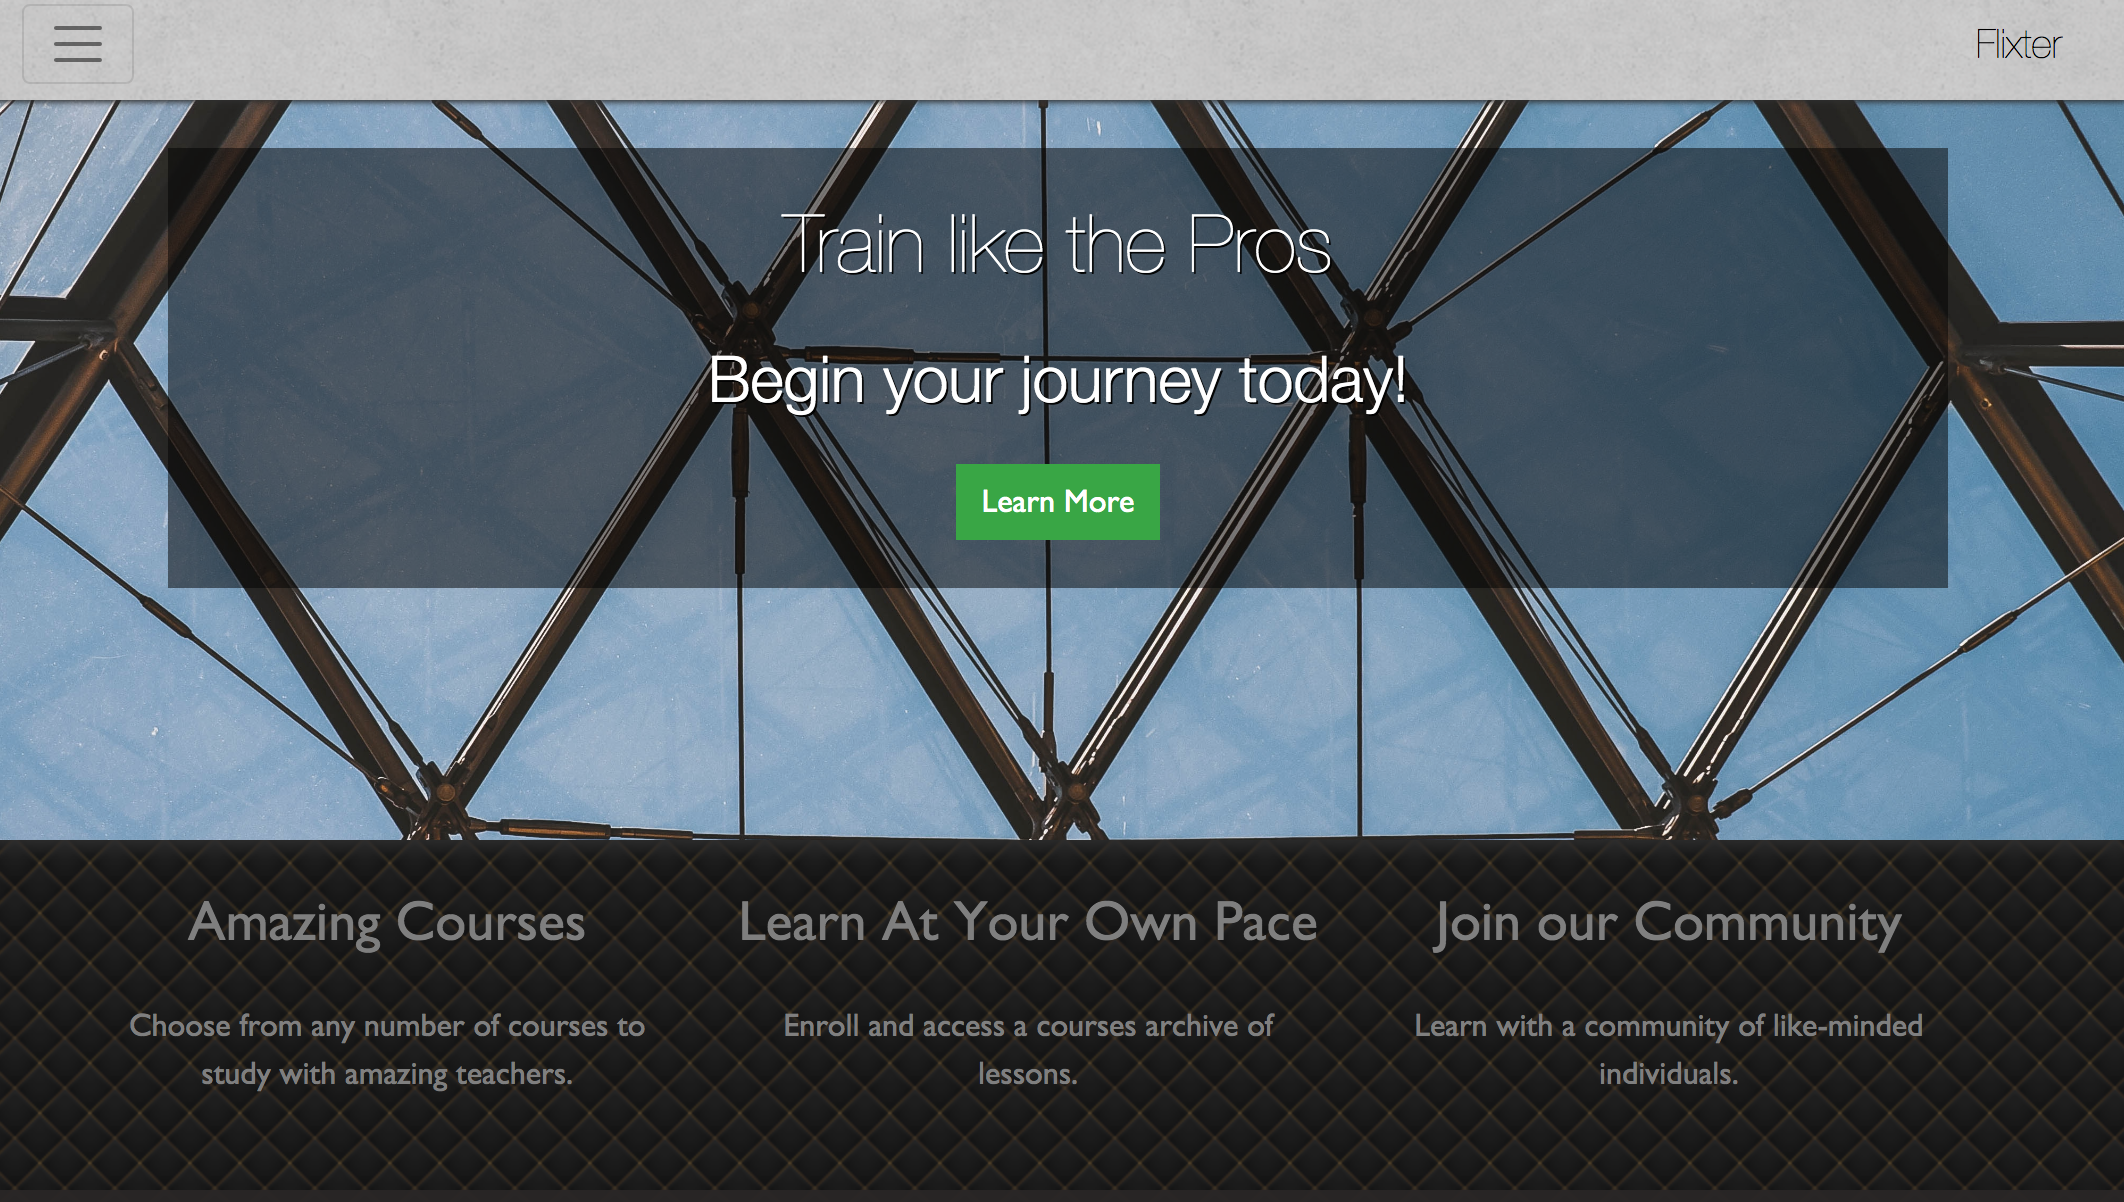 Flixter
Train like the Pros
Begin your journey today!
Learn More
Amazing Courses
Choose from any number of courses to
study with amazing teachers.
Learn At Your Own Pace
Enroll and access a courses archive of
lessons.
Join our Community
Learn with a community of like-minded
individuals.